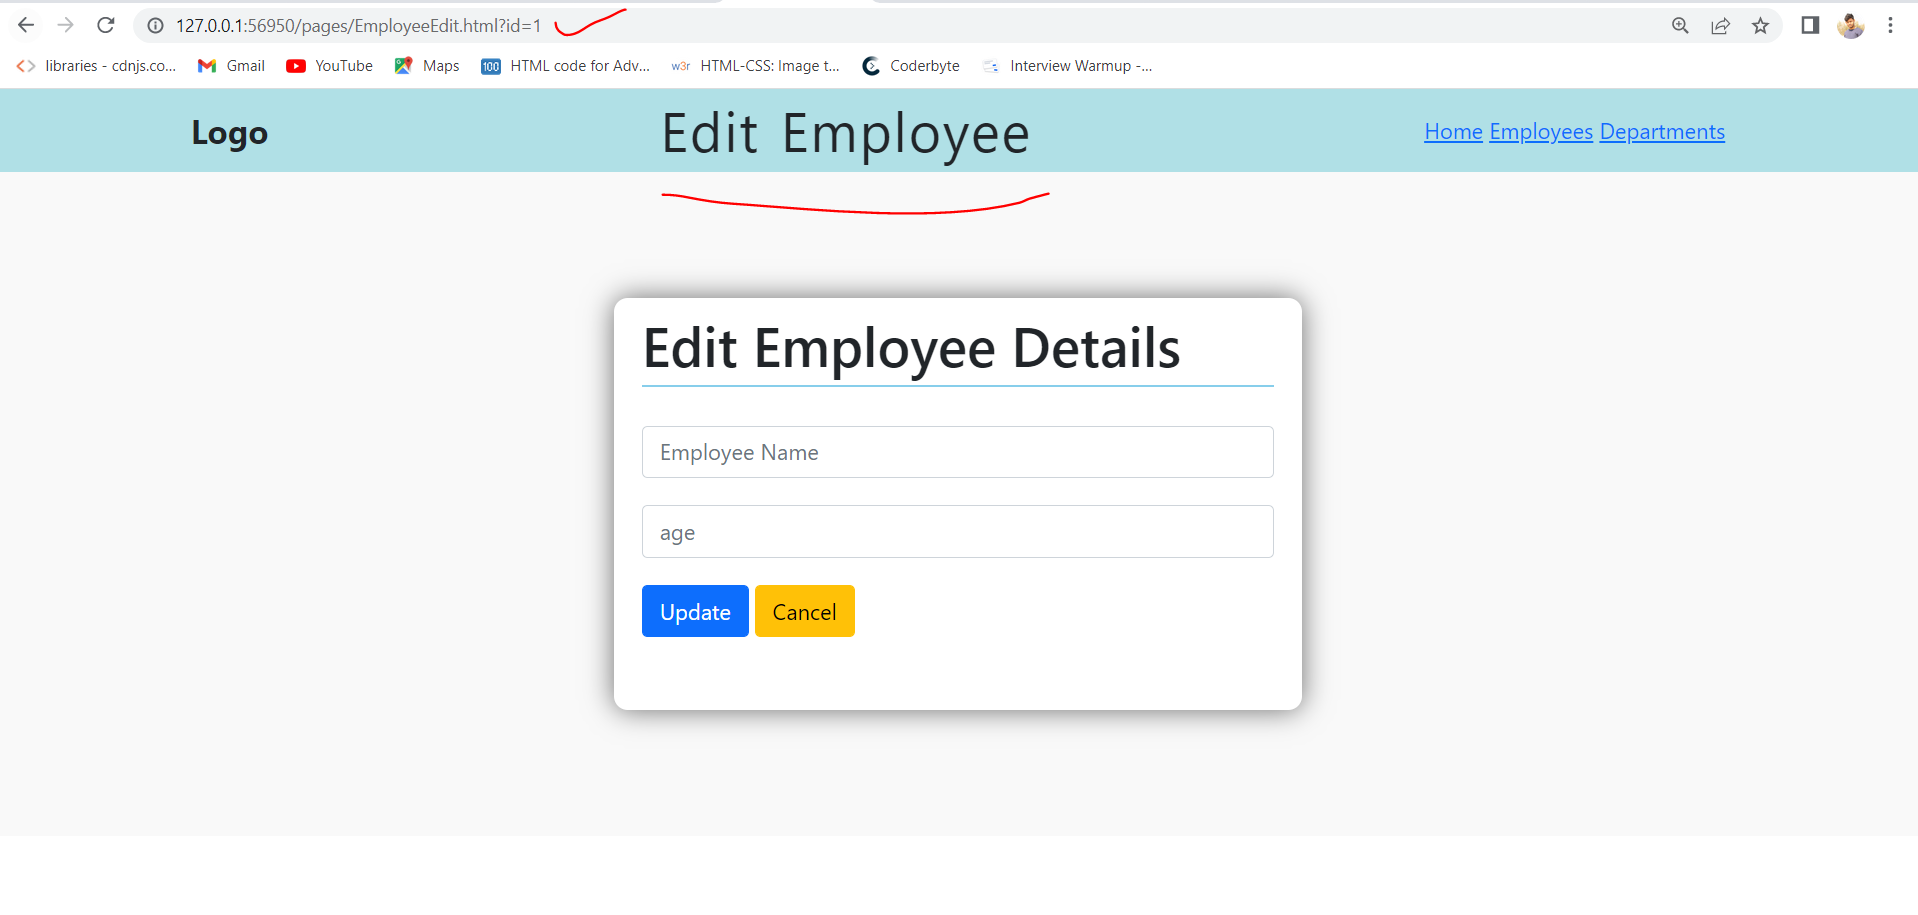 127.0.0.1:56950/pages/EmployeeEdit.html?id=1
libraries - cdnjs.co... Gmail YouTube Maps 100 HTML code for Adv... w3r HTML-CSS: Image t... Coderbyte Interview Warmup -...
Logo Edit Employee Home Employees Departments
Edit Employee Details
Employee Name
age
Update Cancel